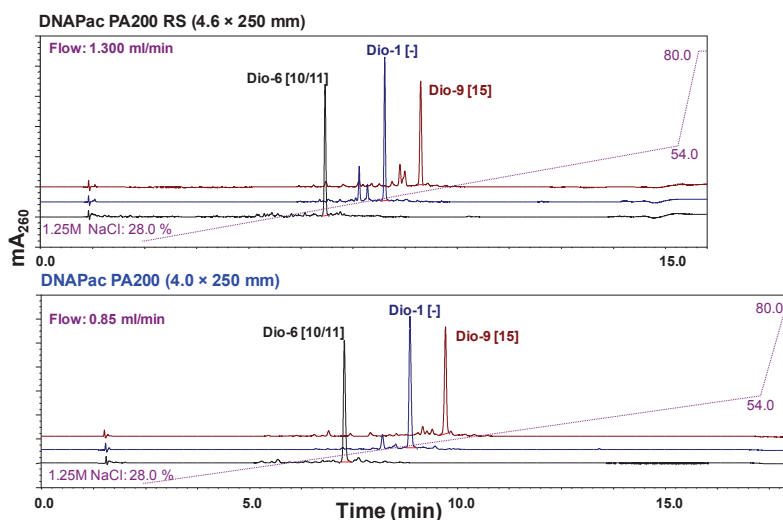 DNAPac PA200 RS (4.6 × 250 mm)
Flow: 1.300 ml/min
Dio-1 [-]
80.0
Dio-6 [10/11]
Dio-9 [15]
54.0
1.25M NaCl: 28.0 %
0.0
15.0
mA260
DNAPac PA200 (4.0 × 250 mm)
Flow: 0.85 ml/min
Dio-6 [10/11]
Dio-1 [-]
Dio-9 [15]
80.0
54.0
1.25M NaCl: 28.0 %
0.0
5.0
10.0
15.0
Time (min)